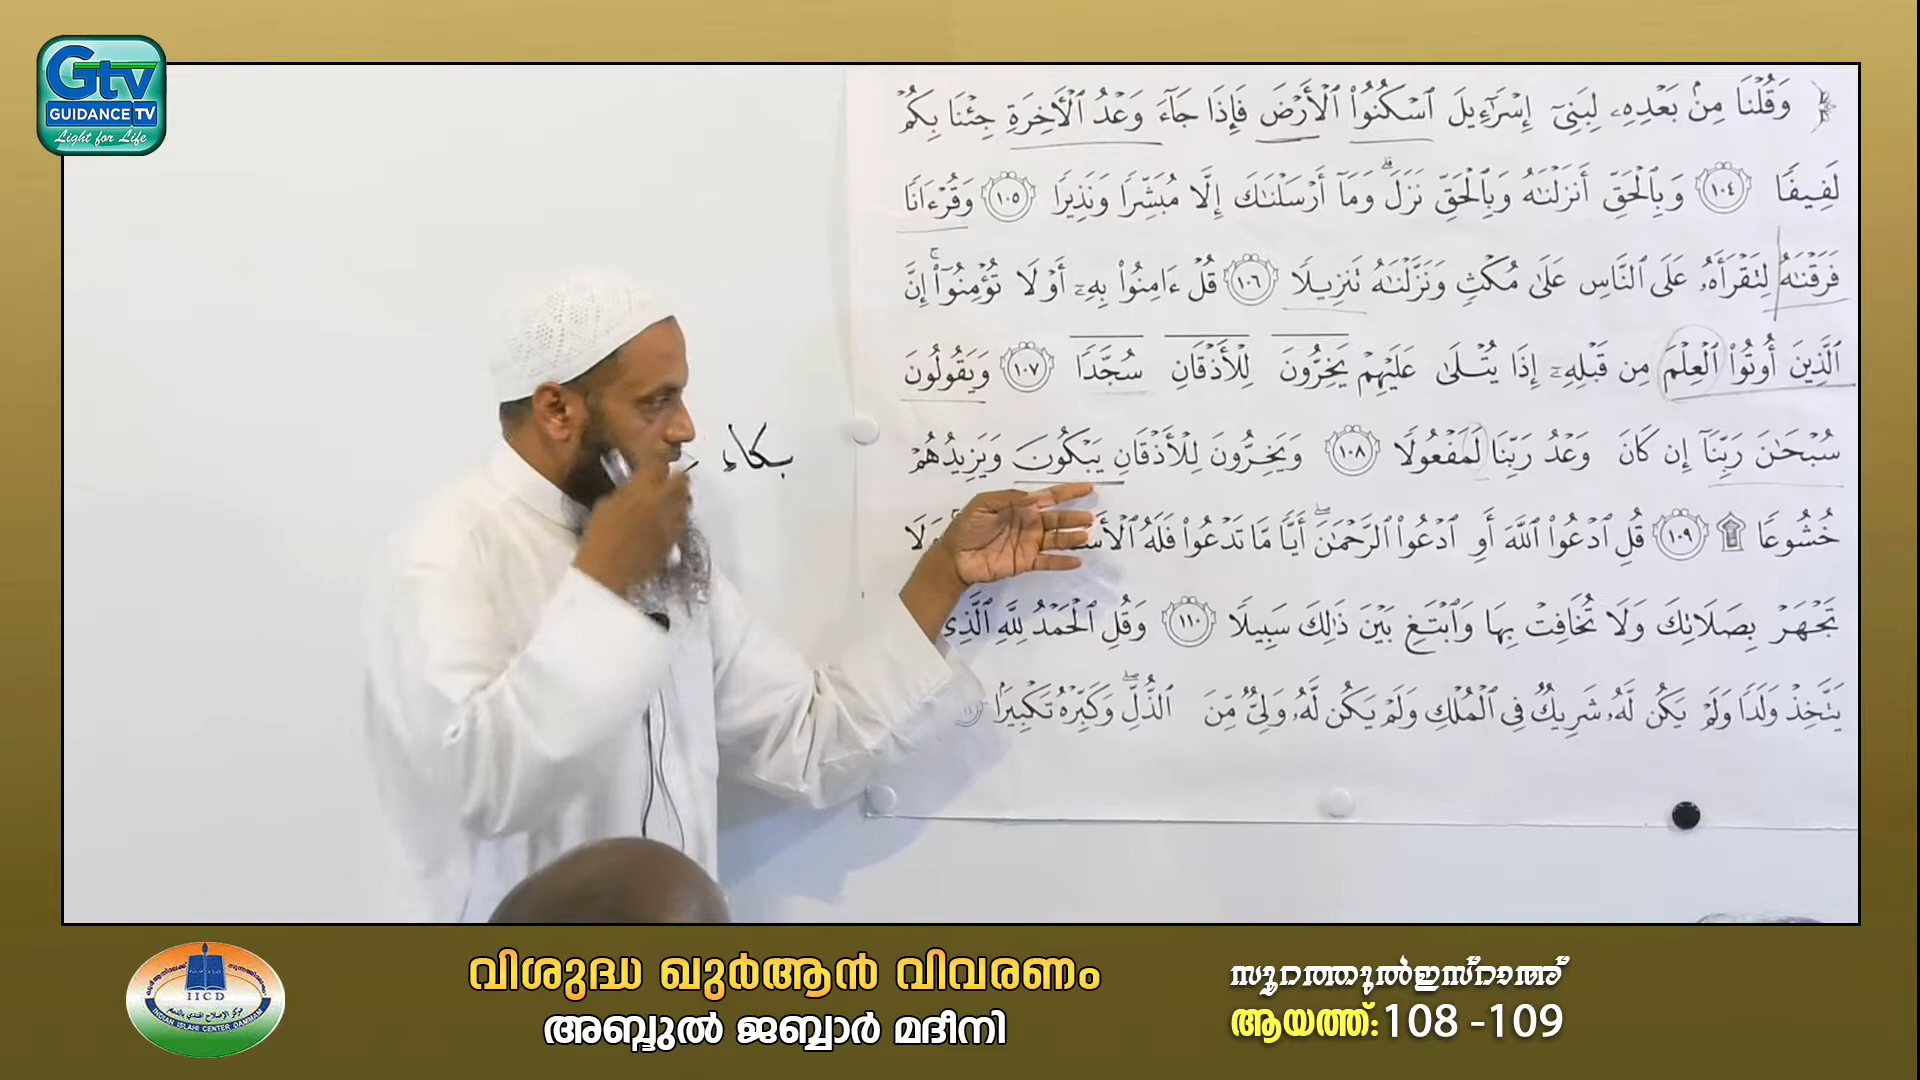 Gtv
GUIDANCE TV
Light for Life
وَقُلْنَا مِنۢ بَعْدِهِۦ لِبَنِىٓ إِسْرَٰٓءِيلَ ٱسْكُنُوا۟ ٱلْأَرْضَ فَإِذَا جَآءَ وَعْدُ ٱلْـَٔاخِرَةِ جِئْنَا بِكُمْ
لَفِيفًا ١٠٤ وَبِٱلْحَقِّ أَنزَلْنَٰهُ وَبِٱلْحَقِّ نَزَلَ ۗ وَمَآ أَرْسَلْنَٰكَ إِلَّا مُبَشِّرًا وَنَذِيرًا ١٠٥ وَقُرْءَانًا
فَرَقْنَٰهُ لِتَقْرَأَهُۥ عَلَى ٱلنَّاسِ عَلَىٰ مُكْثٍ وَنَزَّلْنَٰهُ تَنزِيلًا ١٠٦ قُلْ ءَامِنُوا۟ بِهِۦٓ أَوْ لَا تُؤْمِنُوٓا۟ ۚ إِنَّ
ٱلَّذِينَ أُوتُوا۟ ٱلْعِلْمَ مِن قَبْلِهِۦٓ إِذَا يُتْلَىٰ عَلَيْهِمْ يَخِرُّونَ لِلْأَذْقَانِ سُجَّدًا ١٠٧ وَيَقُولُونَ
سُبْحَٰنَ رَبِّنَآ إِن كَانَ وَعْدُ رَبِّنَا لَمَفْعُولًا ١٠٨ وَيَخِرُّونَ لِلْأَذْقَانِ يَبْكُونَ وَيَزِيدُهُمْ
خُشُوعًا ۩ ١٠٩ قُلِ ٱدْعُوا۟ ٱللَّهَ أَوِ ٱدْعُوا۟ ٱلرَّحْمَٰنَ ۖ أَيًّا مَّا تَدْعُوا۟ فَلَهُ وَلَا
تَجْهَرْ بِصَلَاتِكَ وَلَا تُخَافِتْ بِهَا وَٱبْتَغِ بَيْنَ ذَٰلِكَ سَبِيلًا ١١٠ وَقُلِ ٱلْحَمْدُ لِلَّهِ ٱلَّذِى
يَتَّخِذْ وَلَدًا وَلَمْ يَكُن لَّهُۥ شَرِيكٌ فِى ٱلْمُلْكِ وَلَمْ يَكُن لَّهُۥ وَلِىٌّ مِّنَ ٱلذُّلِّ ۖ وَكَبِّرْهُ تَكْبِيرًۢا
بكاء
IICD
INDIAN ISLAHI CENTER DAMMAM
വിശുദ്ധ ഖുർആൻ വിവരണം
അബ്ദുൽ ജബ്ബാർ മദീനി
സൂറത്തുൽഇസ്റാഅ്
ആയത്ത്:108 -109